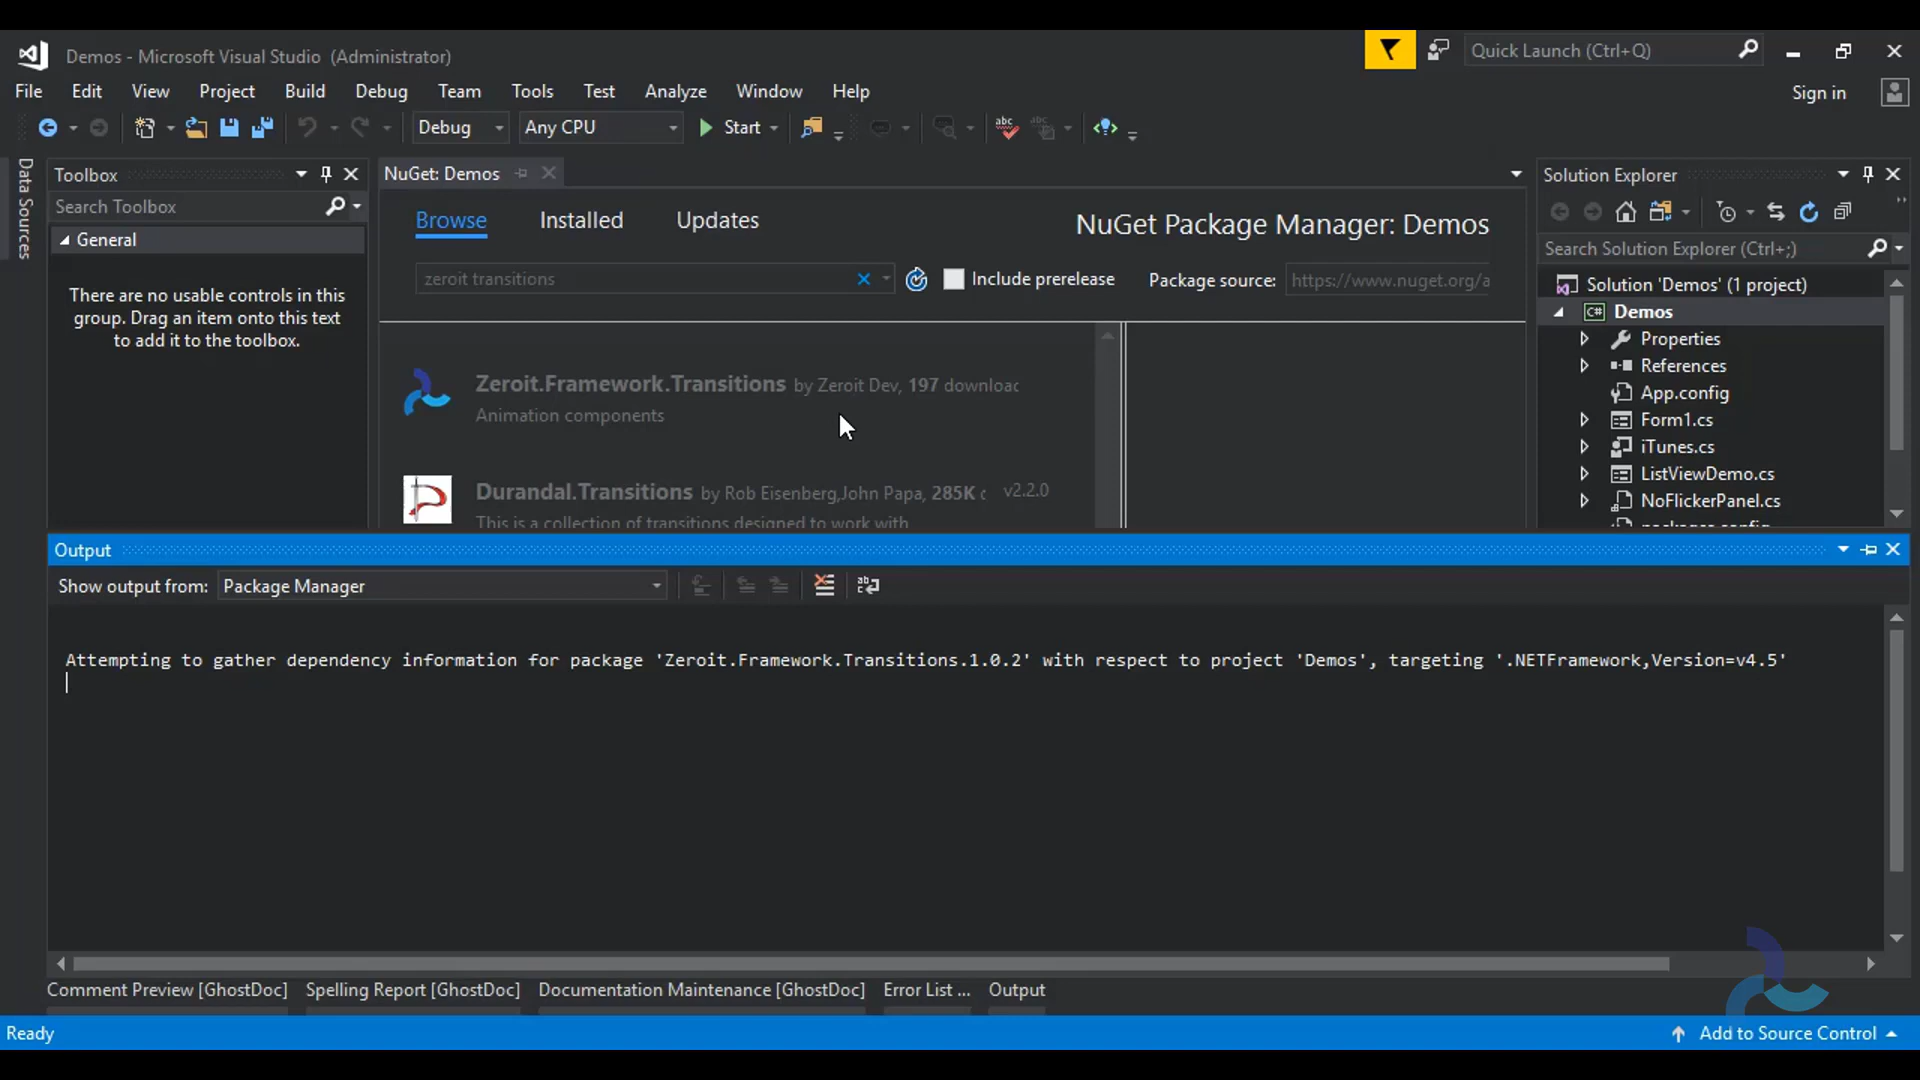 Demos - Microsoft Visual Studio (Administrator)
Quick Launch (Ctrl+Q)
File Edit View Project Build Debug Team Tools Test Analyze Window Help
Sign in
Debug Any CPU Start
Data Sources
Toolbox
Search Toolbox
General
There are no usable controls in this
group. Drag an item onto this text
to add it to the toolbox.
NuGet: Demos
Browse Installed Updates
NuGet Package Manager: Demos
zeroit transitions
Include prerelease
Package source: https://www.nuget.org/a
Zeroit.Framework.Transitions by Zeroit Dev, 197 downloac
Animation components
Durandal.Transitions by Rob Eisenberg,John Papa, 285K c v2.2.0
This is a collection of transitions designed to work with
Solution Explorer
Search Solution Explorer (Ctrl+;)
Solution 'Demos' (1 project)
C# Demos
Properties
References
App.config
Form1.cs
iTunes.cs
ListViewDemo.cs
NoFlickerPanel.cs
packages.config
Output
Show output from: Package Manager
Attempting to gather dependency information for package 'Zeroit.Framework.Transitions.1.0.2' with respect to project 'Demos', targeting '.NETFramework,Version=v4.5'
Comment Preview [GhostDoc] Spelling Report [GhostDoc] Documentation Maintenance [GhostDoc] Error List ... Output
Ready
Add to Source Control